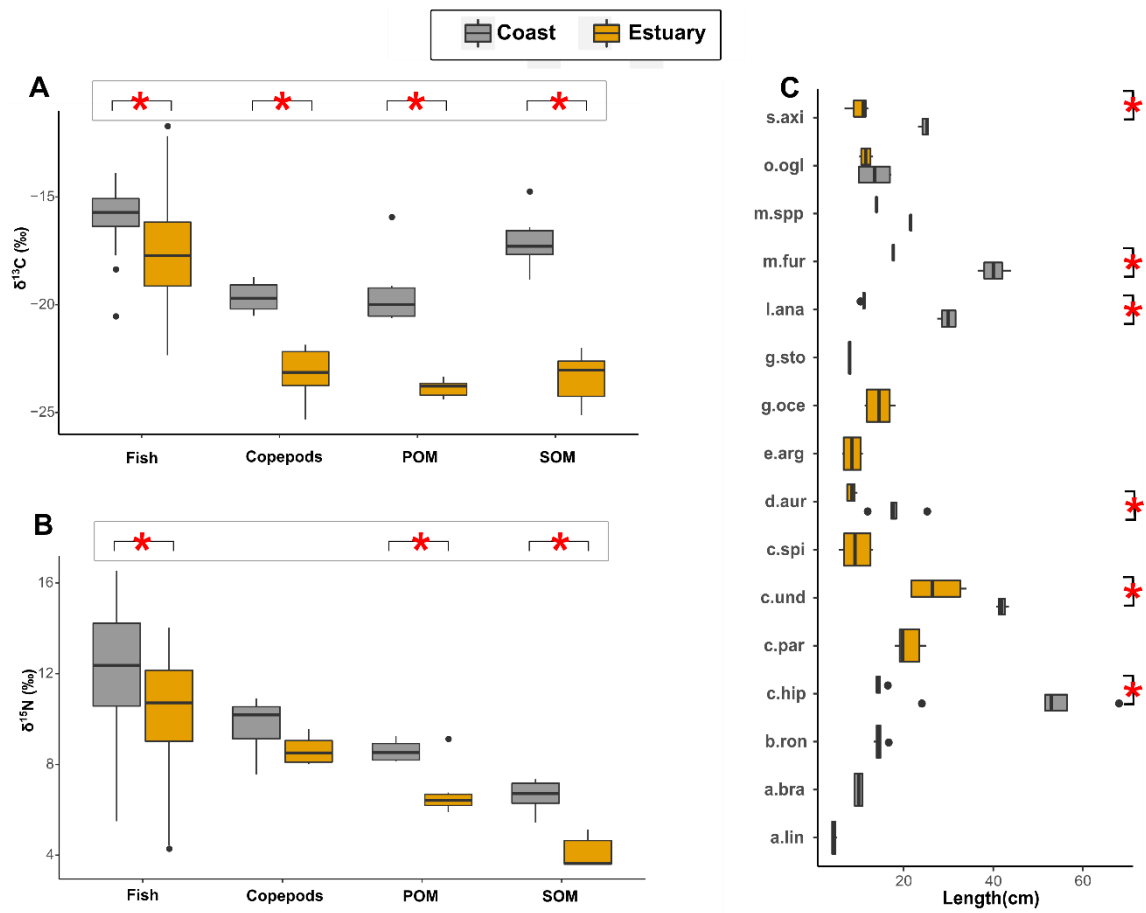 Coast Estuary
A
*
*
*
*
−15
−20
−25
δ¹³C (‰)
Fish Copepods POM SOM
B
*
*
*
16
12
8
4
δ¹⁵N (‰)
Fish Copepods POM SOM
C
s.axi *
o.ogl
m.spp
m.fur *
l.ana *
g.sto
g.oce
e.arg
d.aur *
c.spi
c.und *
c.par
c.hip *
b.ron
a.bra
a.lin
20 40 60
Length(cm)